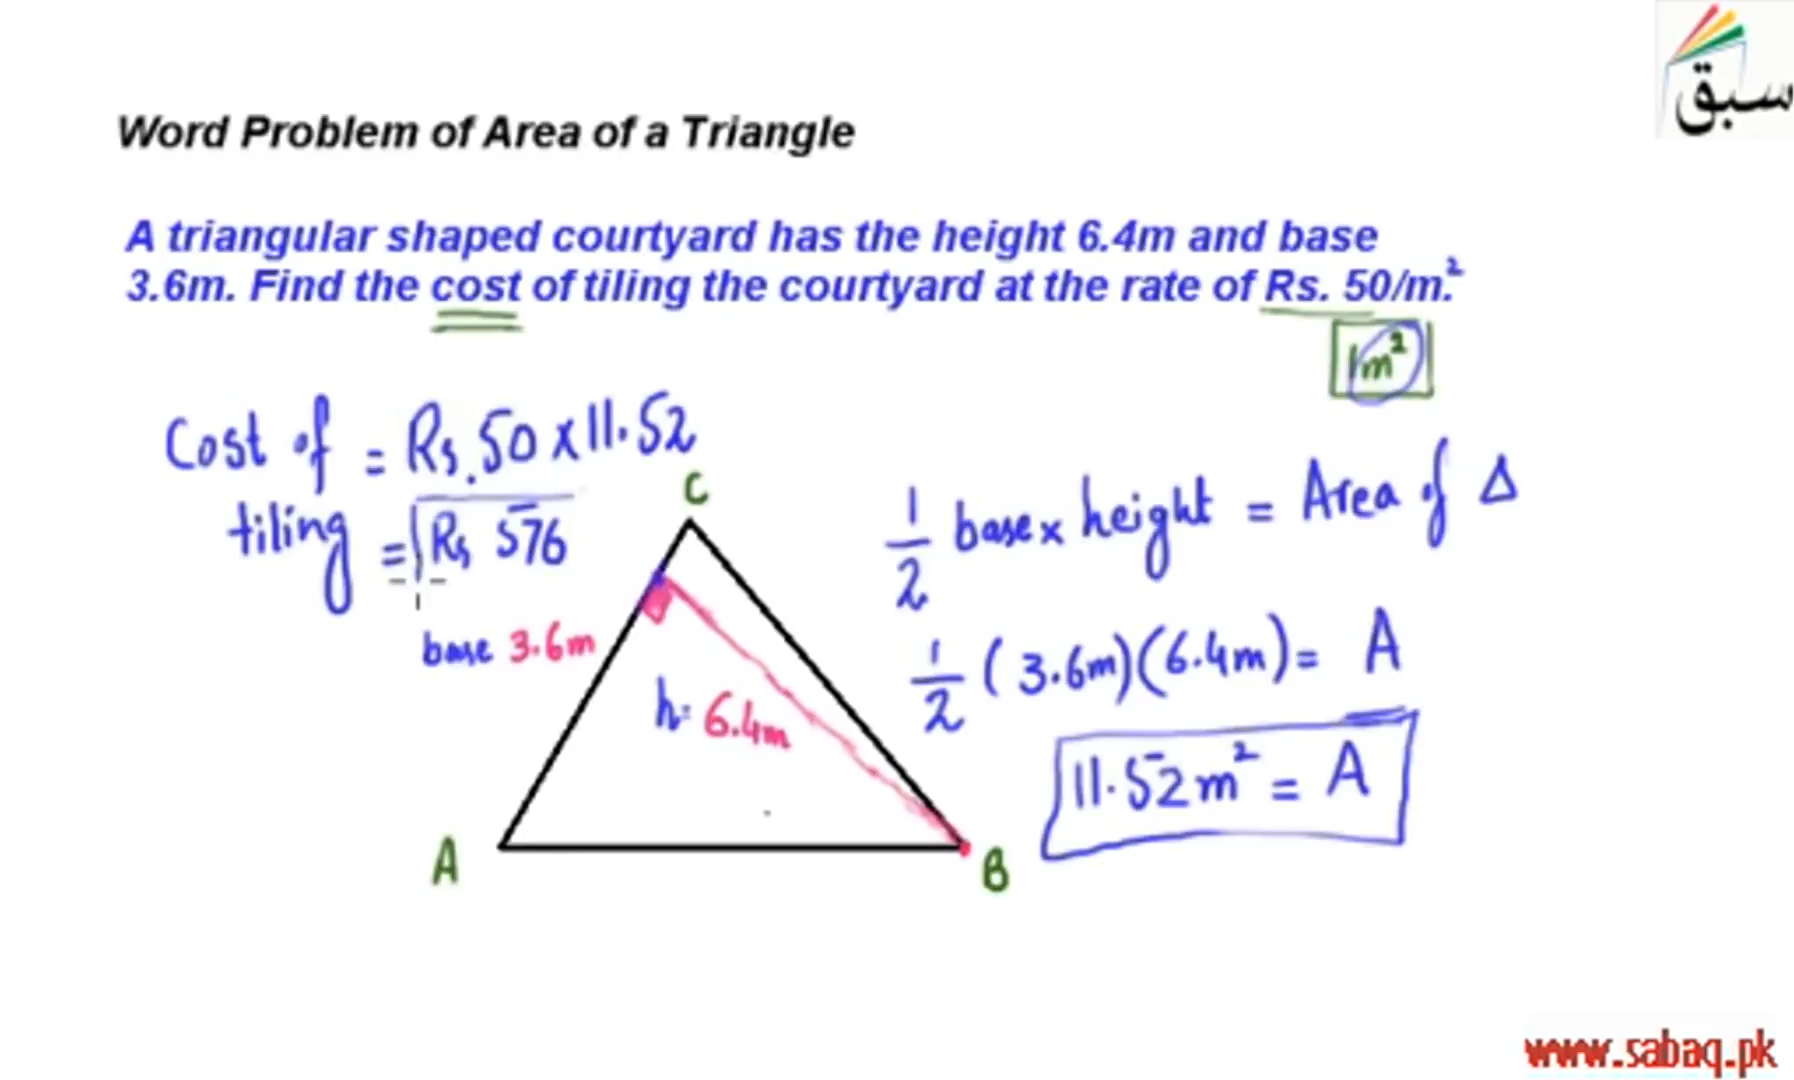 سبق
Word Problem of Area of a Triangle
A triangular shaped courtyard has the height 6.4m and base
3.6m. Find the cost of tiling the courtyard at the rate of Rs. 50/m².
1m²
Cost of = Rs. 50 x 11.52
tiling = Rs 576
C
base 3.6m
h = 6.4m
A
B
1/2 base x height = Area of Δ
1/2 (3.6m)(6.4m) = A
11.52 m² = A
www.sabaq.pk